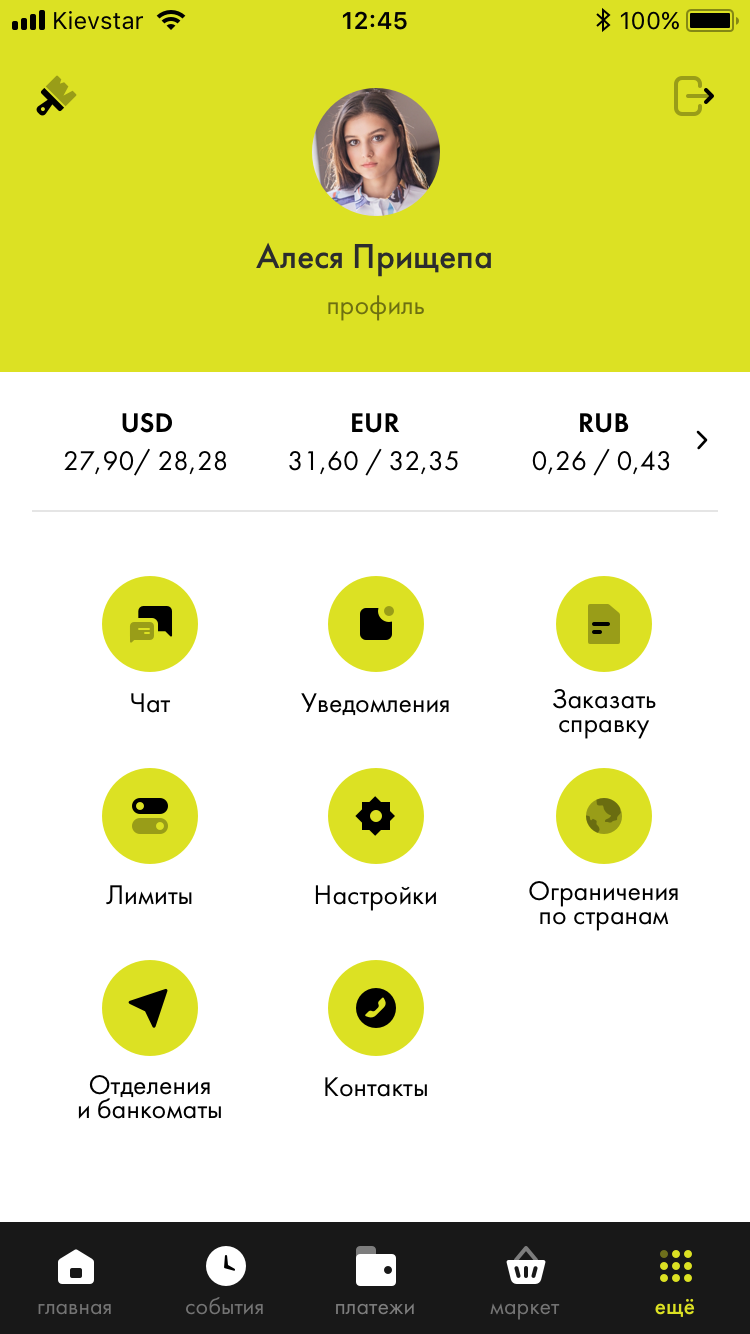 Kievstar 12:45 100%
Алеся Прищепа
профиль
USD EUR RUB
27,90/ 28,28 31,60 / 32,35 0,26 / 0,43
Чат Уведомления Заказать
справку
Лимиты Настройки Ограничения
по странам
Отделения
и банкоматы Контакты
главная события платежи маркет ещё